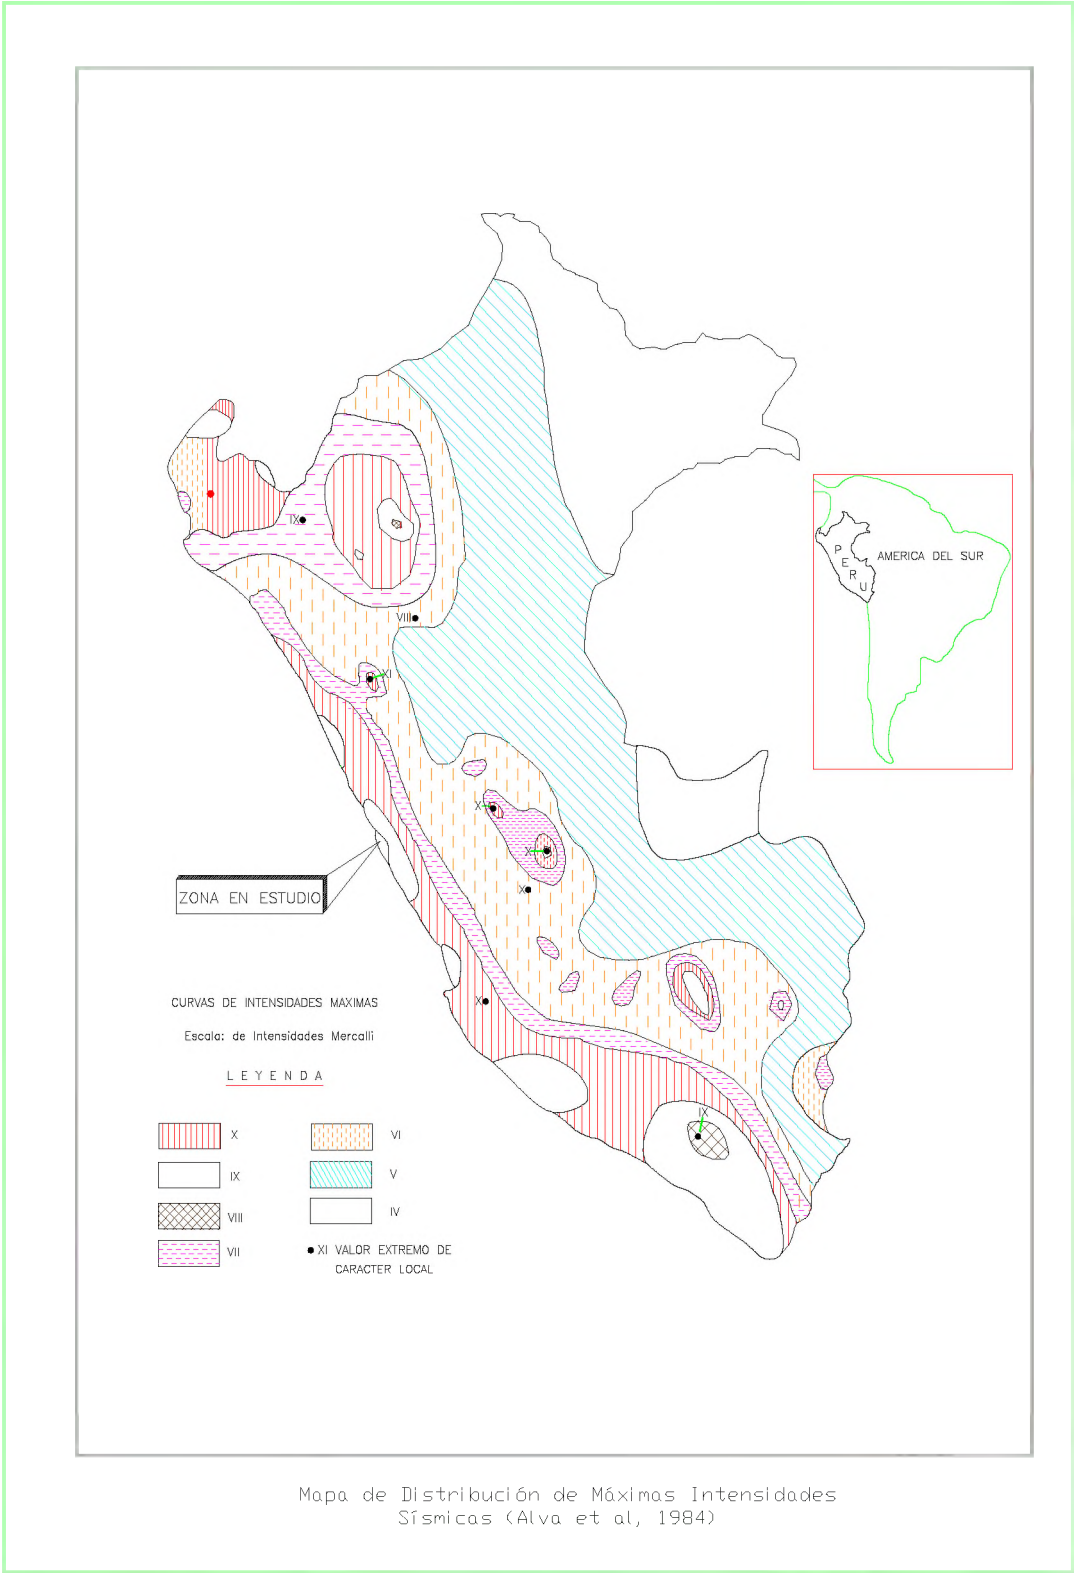 IX
VIII
XI
X
X
X
X
IX
P
E
R
U
AMERICA DEL SUR
ZONA EN ESTUDIO
CURVAS DE INTENSIDADES MAXIMAS
Escala: de Intensidades Mercalli
LEYENDA
X
IX
VIII
VII
VI
V
IV
XI VALOR EXTREMO DE
CARACTER LOCAL
Mapa de Distribución de Máximas Intensidades
Sísmicas (Alva et al, 1984)